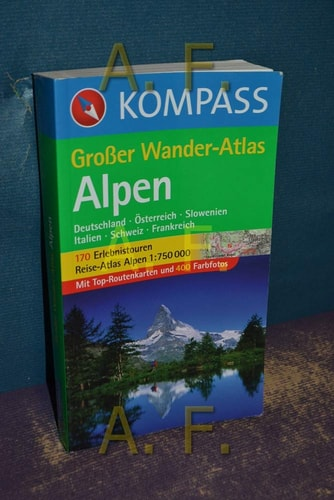 A. F.
KOMPASS
Großer Wander-Atlas
Alpen
Deutschland · Österreich · Slowenien
Italien · Schweiz · Frankreich
170 Erlebnistouren
Reise-Atlas Alpen 1:750 000
Mit Top-Routenkarten und 400 Farbfotos
A. F.
A. F.
Alpen